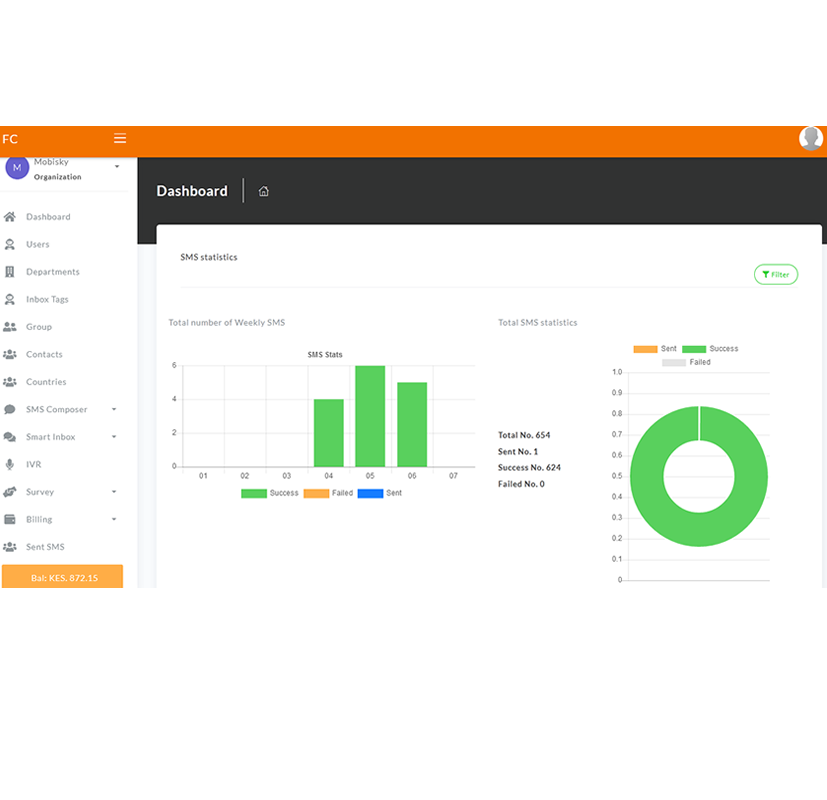 FC
M
Mobisky
Organization
Dashboard
Users
Departments
Inbox Tags
Group
Contacts
Countries
SMS Composer
Smart Inbox
IVR
Survey
Billing
Sent SMS
Bal: KES. 872.15
Dashboard
SMS statistics
Filter
Total number of Weekly SMS
SMS Stats
6
4
2
0
01 02 03 04 05 06 07
Success Failed Sent
Total SMS statistics
Total No. 654
Sent No. 1
Success No. 624
Failed No. 0
Sent Success
Failed
1.0
0.9
0.8
0.7
0.6
0.5
0.4
0.3
0.2
0.1
0